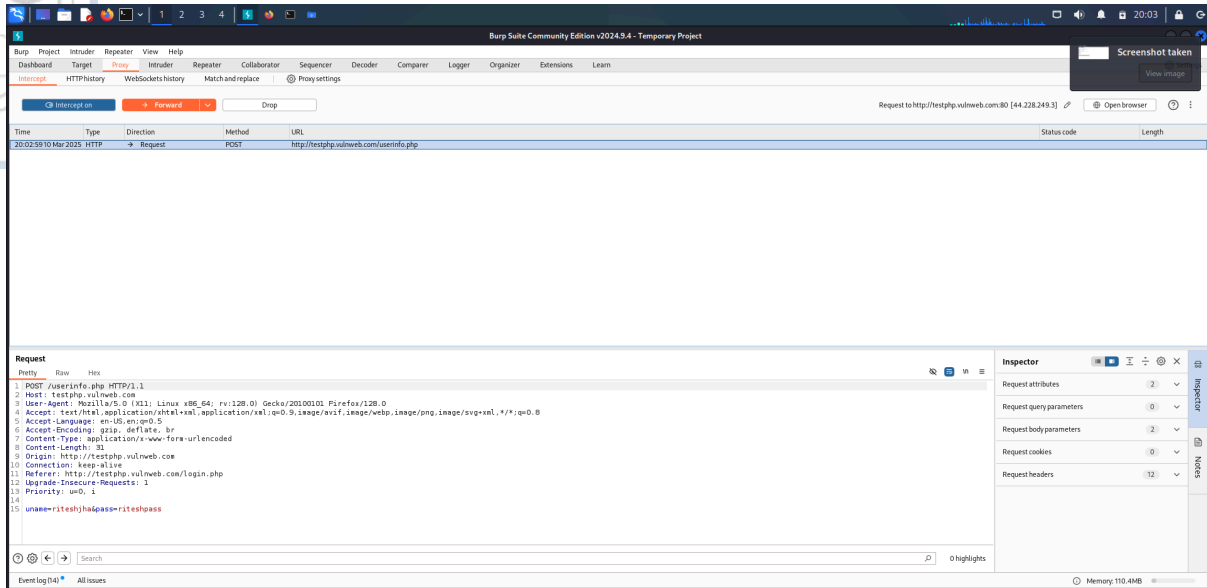 1 2 3 4 20:03
Burp Suite Community Edition v2024.9.4 - Temporary Project
Screenshot taken
View image
Burp Project Intruder Repeater View Help
Dashboard Target Proxy Intruder Repeater Collaborator Sequencer Decoder Comparer Logger Organizer Extensions Learn
Intercept HTTP history WebSockets history Match and replace Proxy settings
Intercept on Forward Drop Request to http://testphp.vulnweb.com:80 [44.228.249.3] Open browser
Time Type Direction Method URL Status code Length
20:02:59 10 Mar 2025 HTTP → Request POST http://testphp.vulnweb.com/userinfo.php
Request
Pretty Raw Hex
1 POST /userinfo.php HTTP/1.1
2 Host: testphp.vulnweb.com
3 User-Agent: Mozilla/5.0 (X11; Linux x86_64; rv:128.0) Gecko/20100101 Firefox/128.0
4 Accept: text/html,application/xhtml+xml,application/xml;q=0.9,image/avif,image/webp,image/png,image/svg+xml,*/*;q=0.8
5 Accept-Language: en-US,en;q=0.5
6 Accept-Encoding: gzip, deflate, br
7 Content-Type: application/x-www-form-urlencoded
8 Content-Length: 31
9 Origin: http://testphp.vulnweb.com
10 Connection: keep-alive
11 Referer: http://testphp.vulnweb.com/login.php
12 Upgrade-Insecure-Requests: 1
13 Priority: u=0, i
14
15 uname=riteshjha&pass=riteshpass
Inspector
Request attributes 2
Request query parameters 0
Request body parameters 2
Request cookies 0
Request headers 12
Inspector
Notes
Search 0 highlights
Event log (14) All issues Memory: 110.4MB